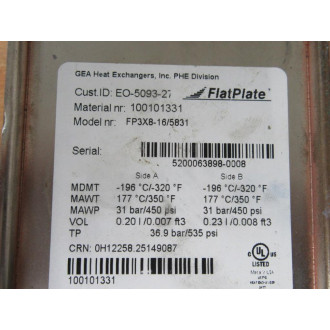 GEA Heat Exchangers, Inc. PHE Division
Cust.ID: EO-5093-27 FlatPlate®
Material nr: 100101331
Model nr: FP3X8-16/5831
Serial:
5200063898-0008
Side A Side B
MDMT -196 °C/-320 °F -196 °C/-320 °F
MAWT 177 °C/350 °F 177 °C/350 °F
MAWP 31 bar/450 psi 31 bar/450 psi
VOL 0.20 l /0.007 ft3 0.23 l /0.008 ft3
TP 36.9 bar/535 psi
CRN: 0H12258.25149087
C UL US
LISTED
100101331